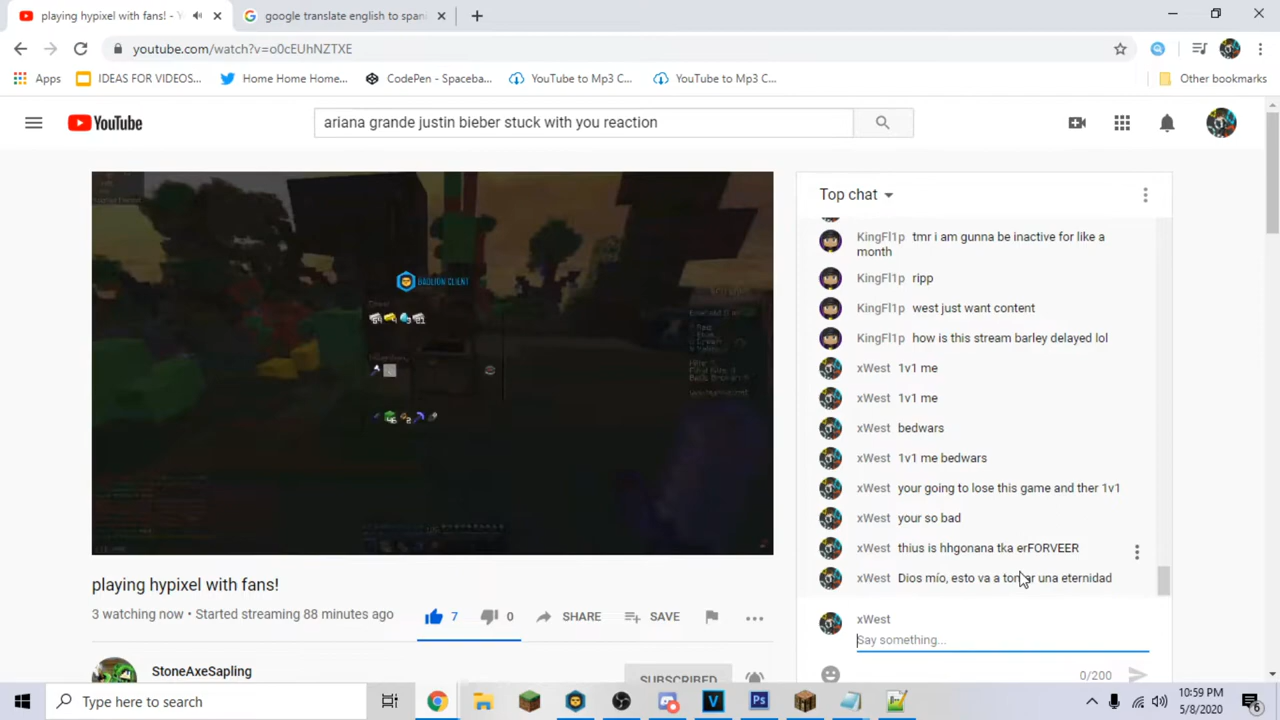 playing hypixel with fans! -
google translate english to span
youtube.com/watch?v=o0cEUhNZTXE
Apps
IDEAS FOR VIDEOS...
Home Home Home...
CodePen - Spaceba...
YouTube to Mp3 C...
YouTube to Mp3 C...
Other bookmarks
YouTube
ariana grande justin bieber stuck with you reaction
Top chat
KingFl1p tmr i am gunna be inactive for like a
month
KingFl1p ripp
KingFl1p west just want content
KingFl1p how is this stream barley delayed lol
xWest 1v1 me
xWest 1v1 me
xWest bedwars
xWest 1v1 me bedwars
xWest your going to lose this game and ther 1v1
xWest your so bad
xWest thius is hhgonana tka erFORVEER
xWest Dios mío, esto va a tomar una eternidad
xWest
Say something...
0/200
BADLION CLIENT
playing hypixel with fans!
3 watching now • Started streaming 88 minutes ago
7
0
SHARE
SAVE
StoneAxeSapling
SUBSCRIBED
Type here to search
10:59 PM
5/8/2020
6